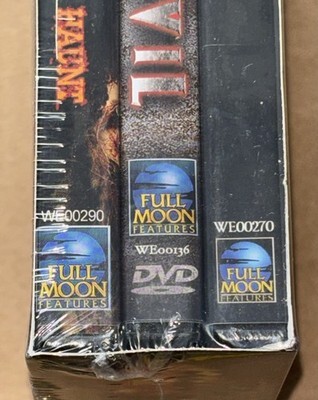 HAUNT
WE00290
FULL
MOON
FEATURES
VIL
FULL
MOON
FEATURES
WE00136
DVD
WE00270
FULL
MOON
FEATURES